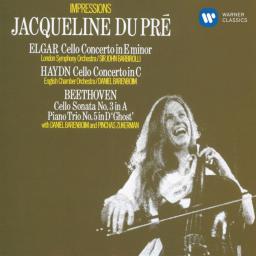 IMPRESSIONS
JACQUELINE DU PRÉ
WARNER CLASSICS
ELGAR Cello Concerto in E minor
London Symphony Orchestra/SIR JOHN BARBIROLLI
HAYDN Cello Concerto in C
English Chamber Orchestra/DANIEL BARENBOIM
BEETHOVEN
Cello Sonata No. 3 in A
Piano Trio No. 5 in D 'Ghost'
with DANIEL BARENBOIM and PINCHAS ZUKERMAN